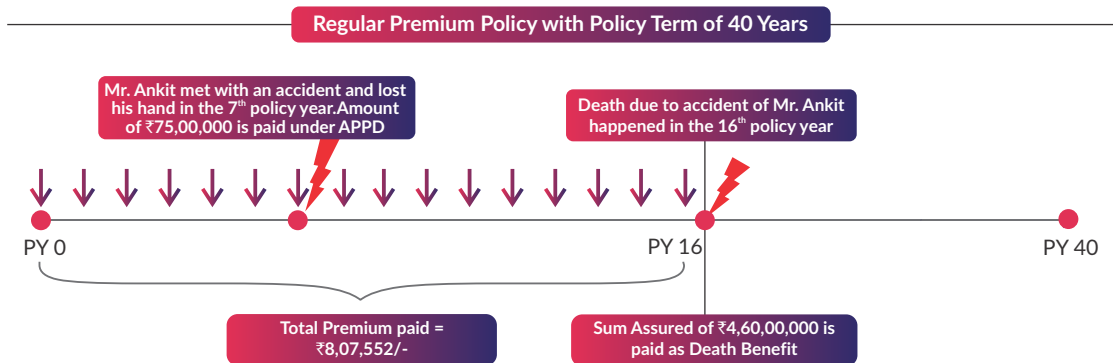 Regular Premium Policy with Policy Term of 40 Years
Mr. Ankit met with an accident and lost
his hand in the 7th policy year.Amount
of ₹75,00,000 is paid under APPD
Death due to accident of Mr. Ankit
happened in the 16th policy year
PY 0
PY 16
PY 40
Total Premium paid =
₹8,07,552/-
Sum Assured of ₹4,60,00,000 is
paid as Death Benefit